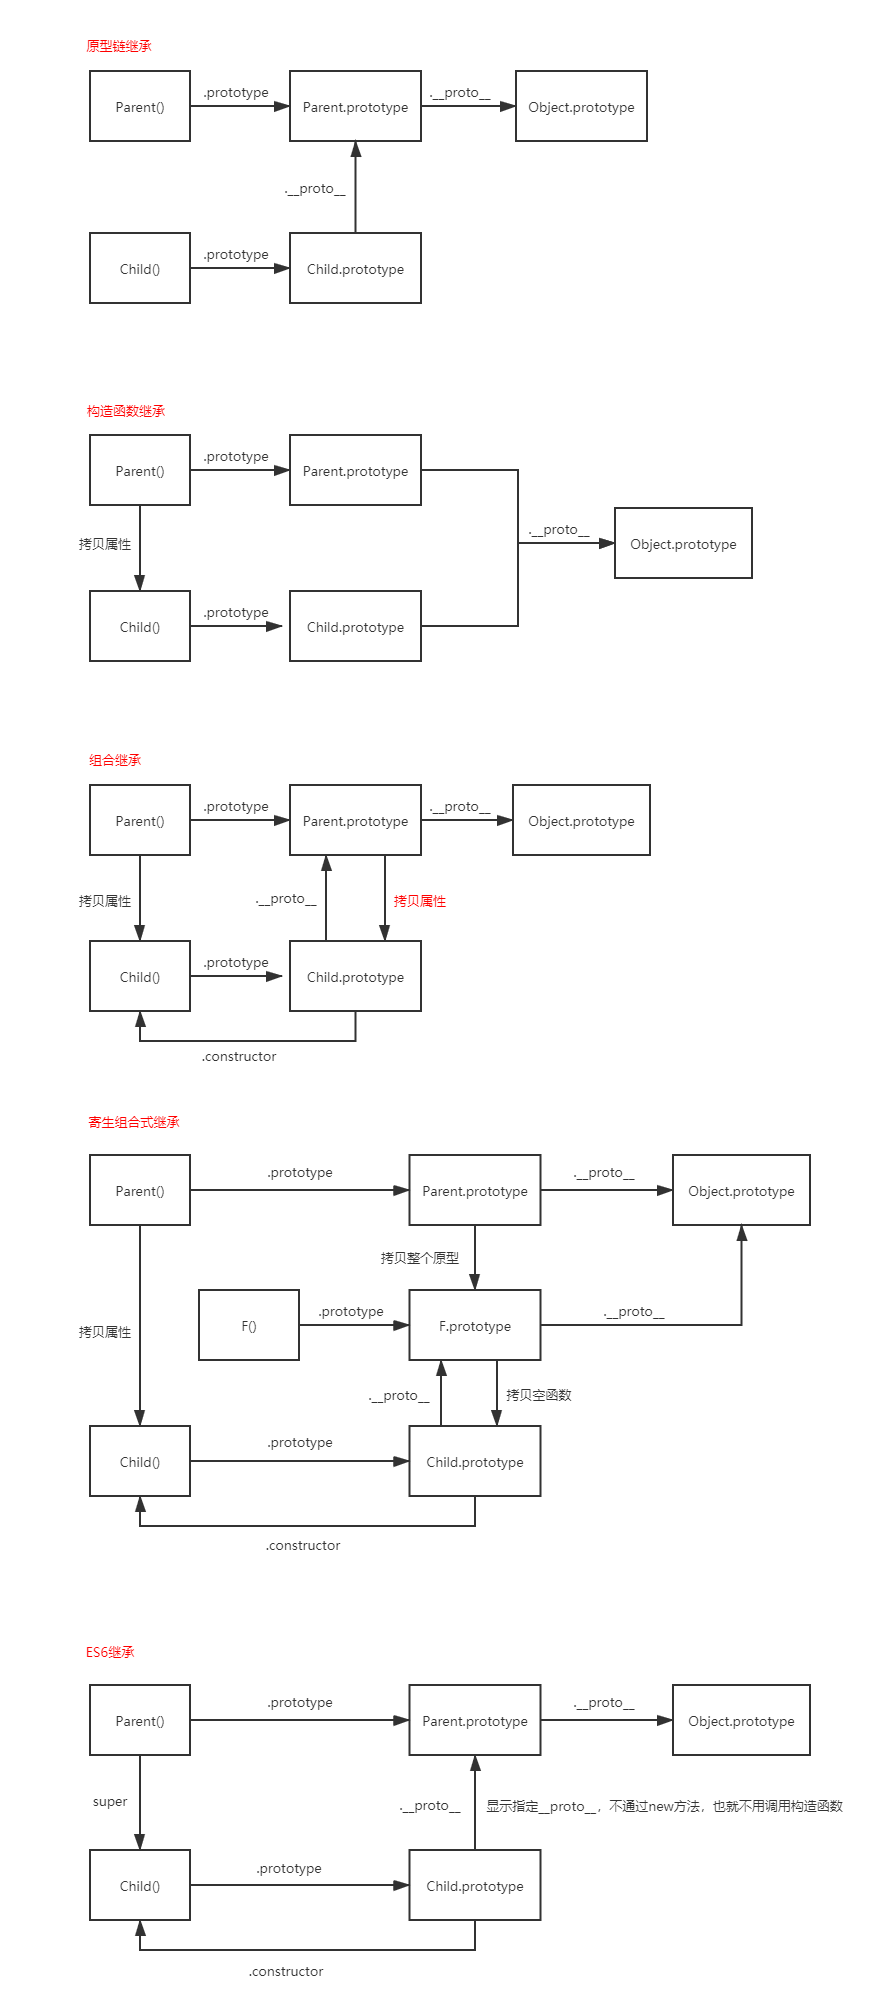 原型链继承
Parent()
.prototype
Parent.prototype
.__proto__
Object.prototype
.__proto__
Child()
.prototype
Child.prototype
构造函数继承
Parent()
.prototype
Parent.prototype
拷贝属性
.__proto__
Object.prototype
Child()
.prototype
Child.prototype
组合继承
Parent()
.prototype
Parent.prototype
.__proto__
Object.prototype
拷贝属性
.__proto__
拷贝属性
Child()
.prototype
Child.prototype
.constructor
寄生组合式继承
Parent()
.prototype
Parent.prototype
.__proto__
Object.prototype
拷贝整个原型
拷贝属性
F()
.prototype
F.prototype
.__proto__
.__proto__
拷贝空函数
Child()
.prototype
Child.prototype
.constructor
ES6继承
Parent()
.prototype
Parent.prototype
.__proto__
Object.prototype
super
.__proto__
显示指定__proto__，不通过new方法，也就不用调用构造函数
Child()
.prototype
Child.prototype
.constructor